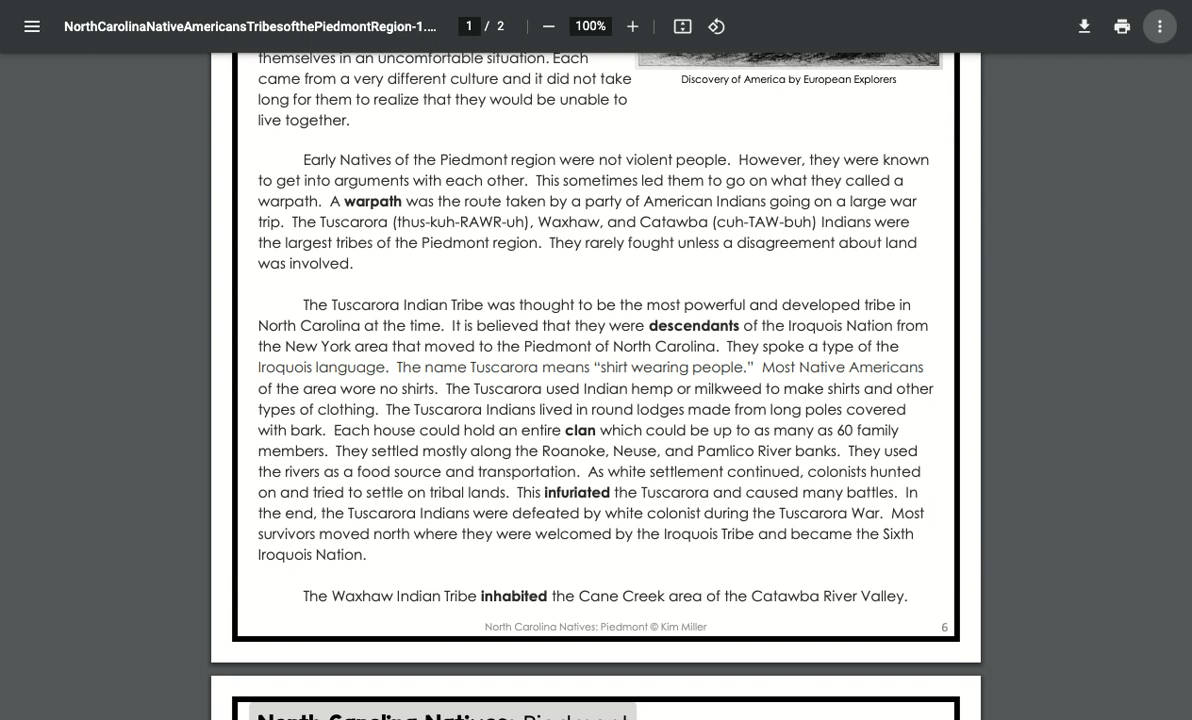 NorthCarolinaNativeAmericansTribesofthePiedmontRegion-1....
1 / 2
100%
themselves in an uncomfortable situation. Each
came from a very different culture and it did not take
long for them to realize that they would be unable to
live together.
Discovery of America by European Explorers
Early Natives of the Piedmont region were not violent people. However, they were known
to get into arguments with each other. This sometimes led them to go on what they called a
warpath. A warpath was the route taken by a party of American Indians going on a large war
trip. The Tuscarora (thus-kuh-RAWR-uh), Waxhaw, and Catawba (cuh-TAW-buh) Indians were
the largest tribes of the Piedmont region. They rarely fought unless a disagreement about land
was involved.
The Tuscarora Indian Tribe was thought to be the most powerful and developed tribe in
North Carolina at the time. It is believed that they were descendants of the Iroquois Nation from
the New York area that moved to the Piedmont of North Carolina. They spoke a type of the
Iroquois language. The name Tuscarora means “shirt wearing people.” Most Native Americans
of the area wore no shirts. The Tuscarora used Indian hemp or milkweed to make shirts and other
types of clothing. The Tuscarora Indians lived in round lodges made from long poles covered
with bark. Each house could hold an entire clan which could be up to as many as 60 family
members. They settled mostly along the Roanoke, Neuse, and Pamlico River banks. They used
the rivers as a food source and transportation. As white settlement continued, colonists hunted
on and tried to settle on tribal lands. This infuriated the Tuscarora and caused many battles. In
the end, the Tuscarora Indians were defeated by white colonist during the Tuscarora War. Most
survivors moved north where they were welcomed by the Iroquois Tribe and became the Sixth
Iroquois Nation.
The Waxhaw Indian Tribe inhabited the Cane Creek area of the Catawba River Valley.
North Carolina Natives: Piedmont © Kim Miller
6
North Carolina Natives: Piedmont